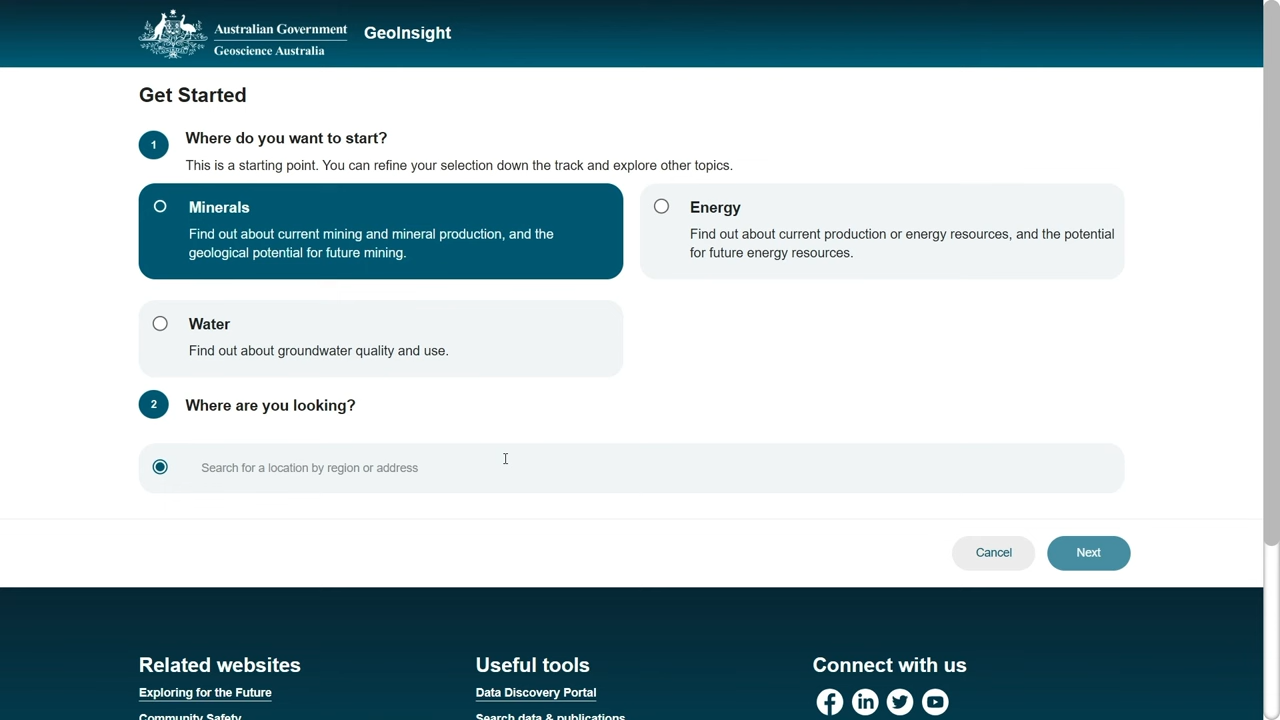 Australian Government
Geoscience Australia
GeoInsight
Get Started
1
Where do you want to start?
This is a starting point. You can refine your selection down the track and explore other topics.
Minerals
Find out about current mining and mineral production, and the
geological potential for future mining.
Energy
Find out about current production or energy resources, and the potential
for future energy resources.
Water
Find out about groundwater quality and use.
2
Where are you looking?
Search for a location by region or address
Cancel
Next
Related websites
Exploring for the Future
Community Safety
Useful tools
Data Discovery Portal
Search data & publications
Connect with us